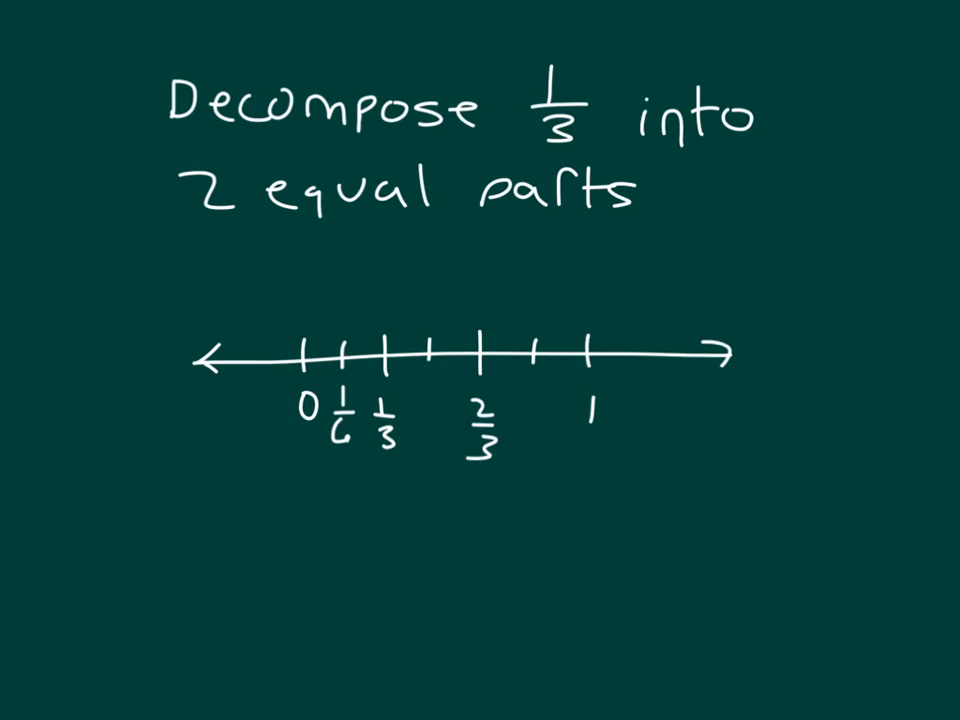 Decompose 1/3 into
2 equal parts
0 1/6 1/3 2/3 1